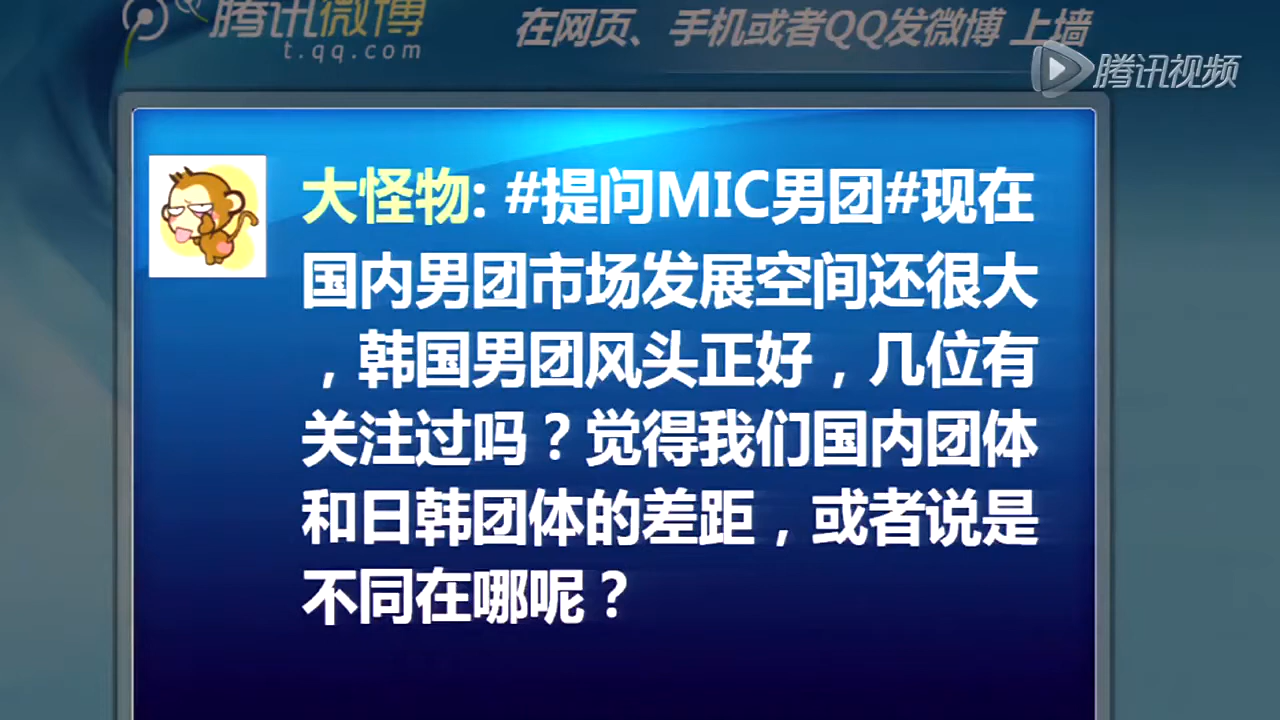 腾讯微博
t.qq.com
在网页、手机或者QQ发微博 上墙
腾讯视频
大怪物: #提问MIC男团#现在
国内男团市场发展空间还很大
，韩国男团风头正好，几位有
关注过吗？觉得我们国内团体
和日韩团体的差距，或者说是
不同在哪呢？